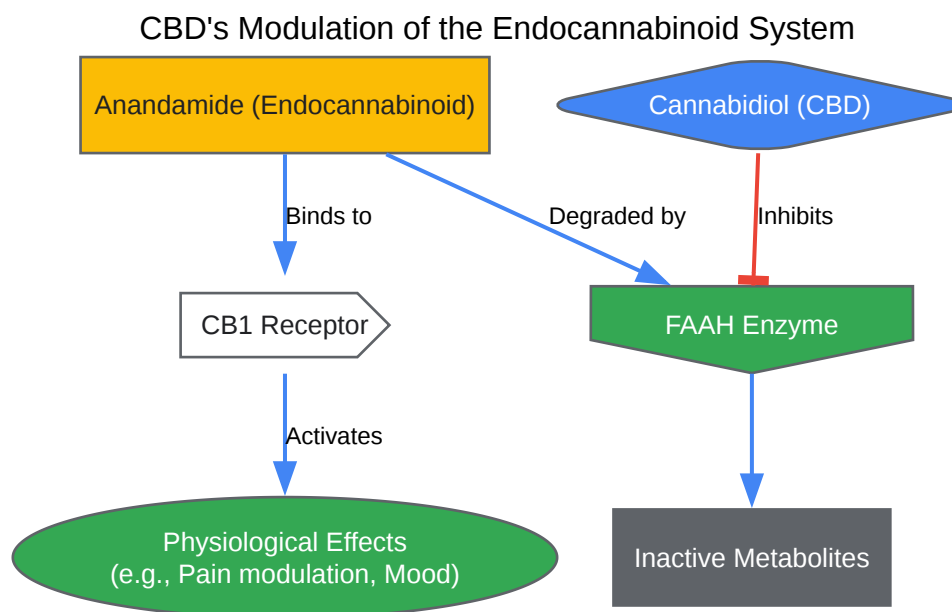 CBD's Modulation of the Endocannabinoid System
Anandamide (Endocannabinoid)
Cannabidiol (CBD)
Binds to
Degraded by
Inhibits
CB1 Receptor
FAAH Enzyme
Activates
Physiological Effects
(e.g., Pain modulation, Mood)
Inactive Metabolites